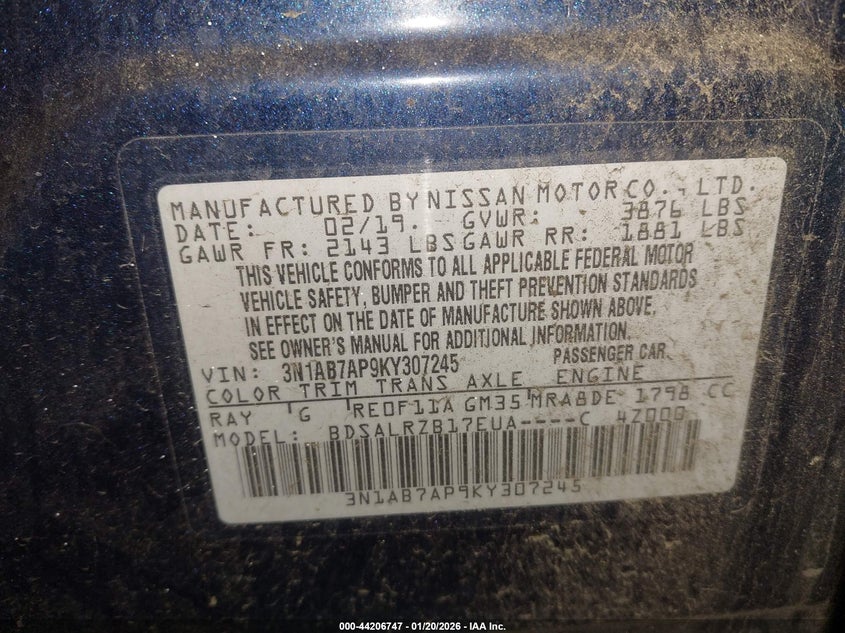 MANUFACTURED BY NISSAN MOTOR CO., LTD.
DATE: 02/19. GVWR: 3876 LBS
GAWR FR: 2143 LBS GAWR RR: 1881 LBS
THIS VEHICLE CONFORMS TO ALL APPLICABLE FEDERAL MOTOR
VEHICLE SAFETY, BUMPER AND THEFT PREVENTION STANDARDS
IN EFFECT ON THE DATE OF MANUFACTURE SHOWN ABOVE.
SEE OWNER'S MANUAL FOR ADDITIONAL INFORMATION.
VIN: 3N1AB7AP9KY307245 PASSENGER CAR
COLOR TRIM TRANS AXLE ENGINE
RAY G RE0F11A GM35 MRA8DE 1798 CC
MODEL: BDSALRZB17EUA----C 4Z000
3N1AB7AP9KY307245
000-44206747 - 01/20/2026 - IAA Inc.